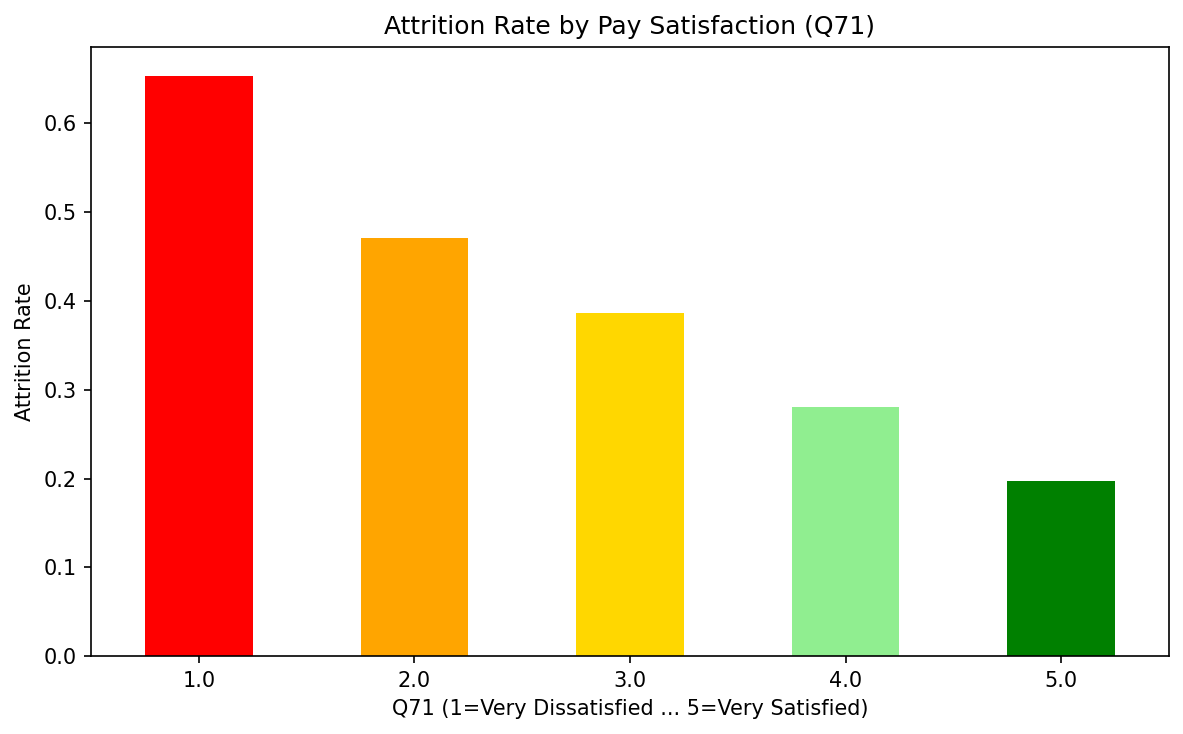 Attrition Rate by Pay Satisfaction (Q71)
Attrition Rate
0.6
0.5
0.4
0.3
0.2
0.1
0.0
1.0 2.0 3.0 4.0 5.0
Q71 (1=Very Dissatisfied ... 5=Very Satisfied)